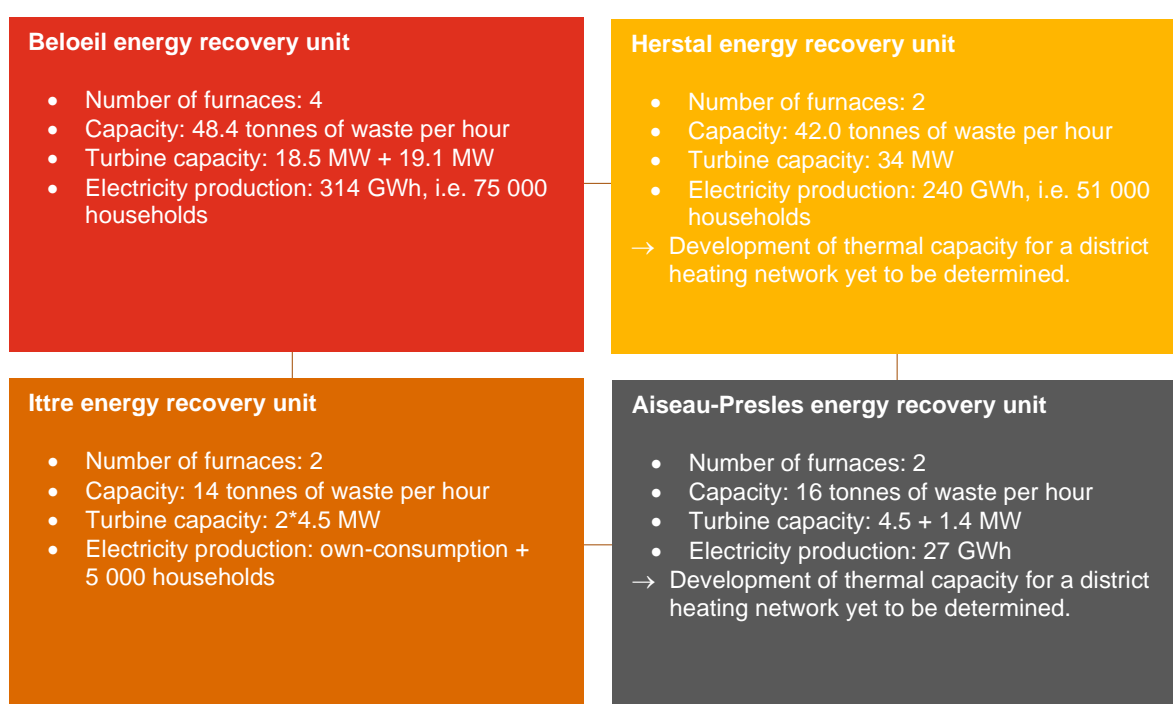 Beloeil energy recovery unit
• Number of furnaces: 4
• Capacity: 48.4 tonnes of waste per hour
• Turbine capacity: 18.5 MW + 19.1 MW
• Electricity production: 314 GWh, i.e. 75 000
households
Herstal energy recovery unit
• Number of furnaces: 2
• Capacity: 42.0 tonnes of waste per hour
• Turbine capacity: 34 MW
• Electricity production: 240 GWh, i.e. 51 000
households
→ Development of thermal capacity for a district
heating network yet to be determined.
Ittre energy recovery unit
• Number of furnaces: 2
• Capacity: 14 tonnes of waste per hour
• Turbine capacity: 2*4.5 MW
• Electricity production: own-consumption +
5 000 households
Aiseau-Presles energy recovery unit
• Number of furnaces: 2
• Capacity: 16 tonnes of waste per hour
• Turbine capacity: 4.5 + 1.4 MW
• Electricity production: 27 GWh
→ Development of thermal capacity for a district
heating network yet to be determined.